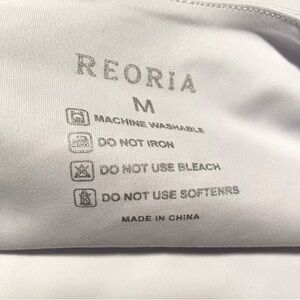 REORIA
M
MACHINE WASHABLE
DO NOT IRON
DO NOT USE BLEACH
DO NOT USE SOFTENRS
MADE IN CHINA